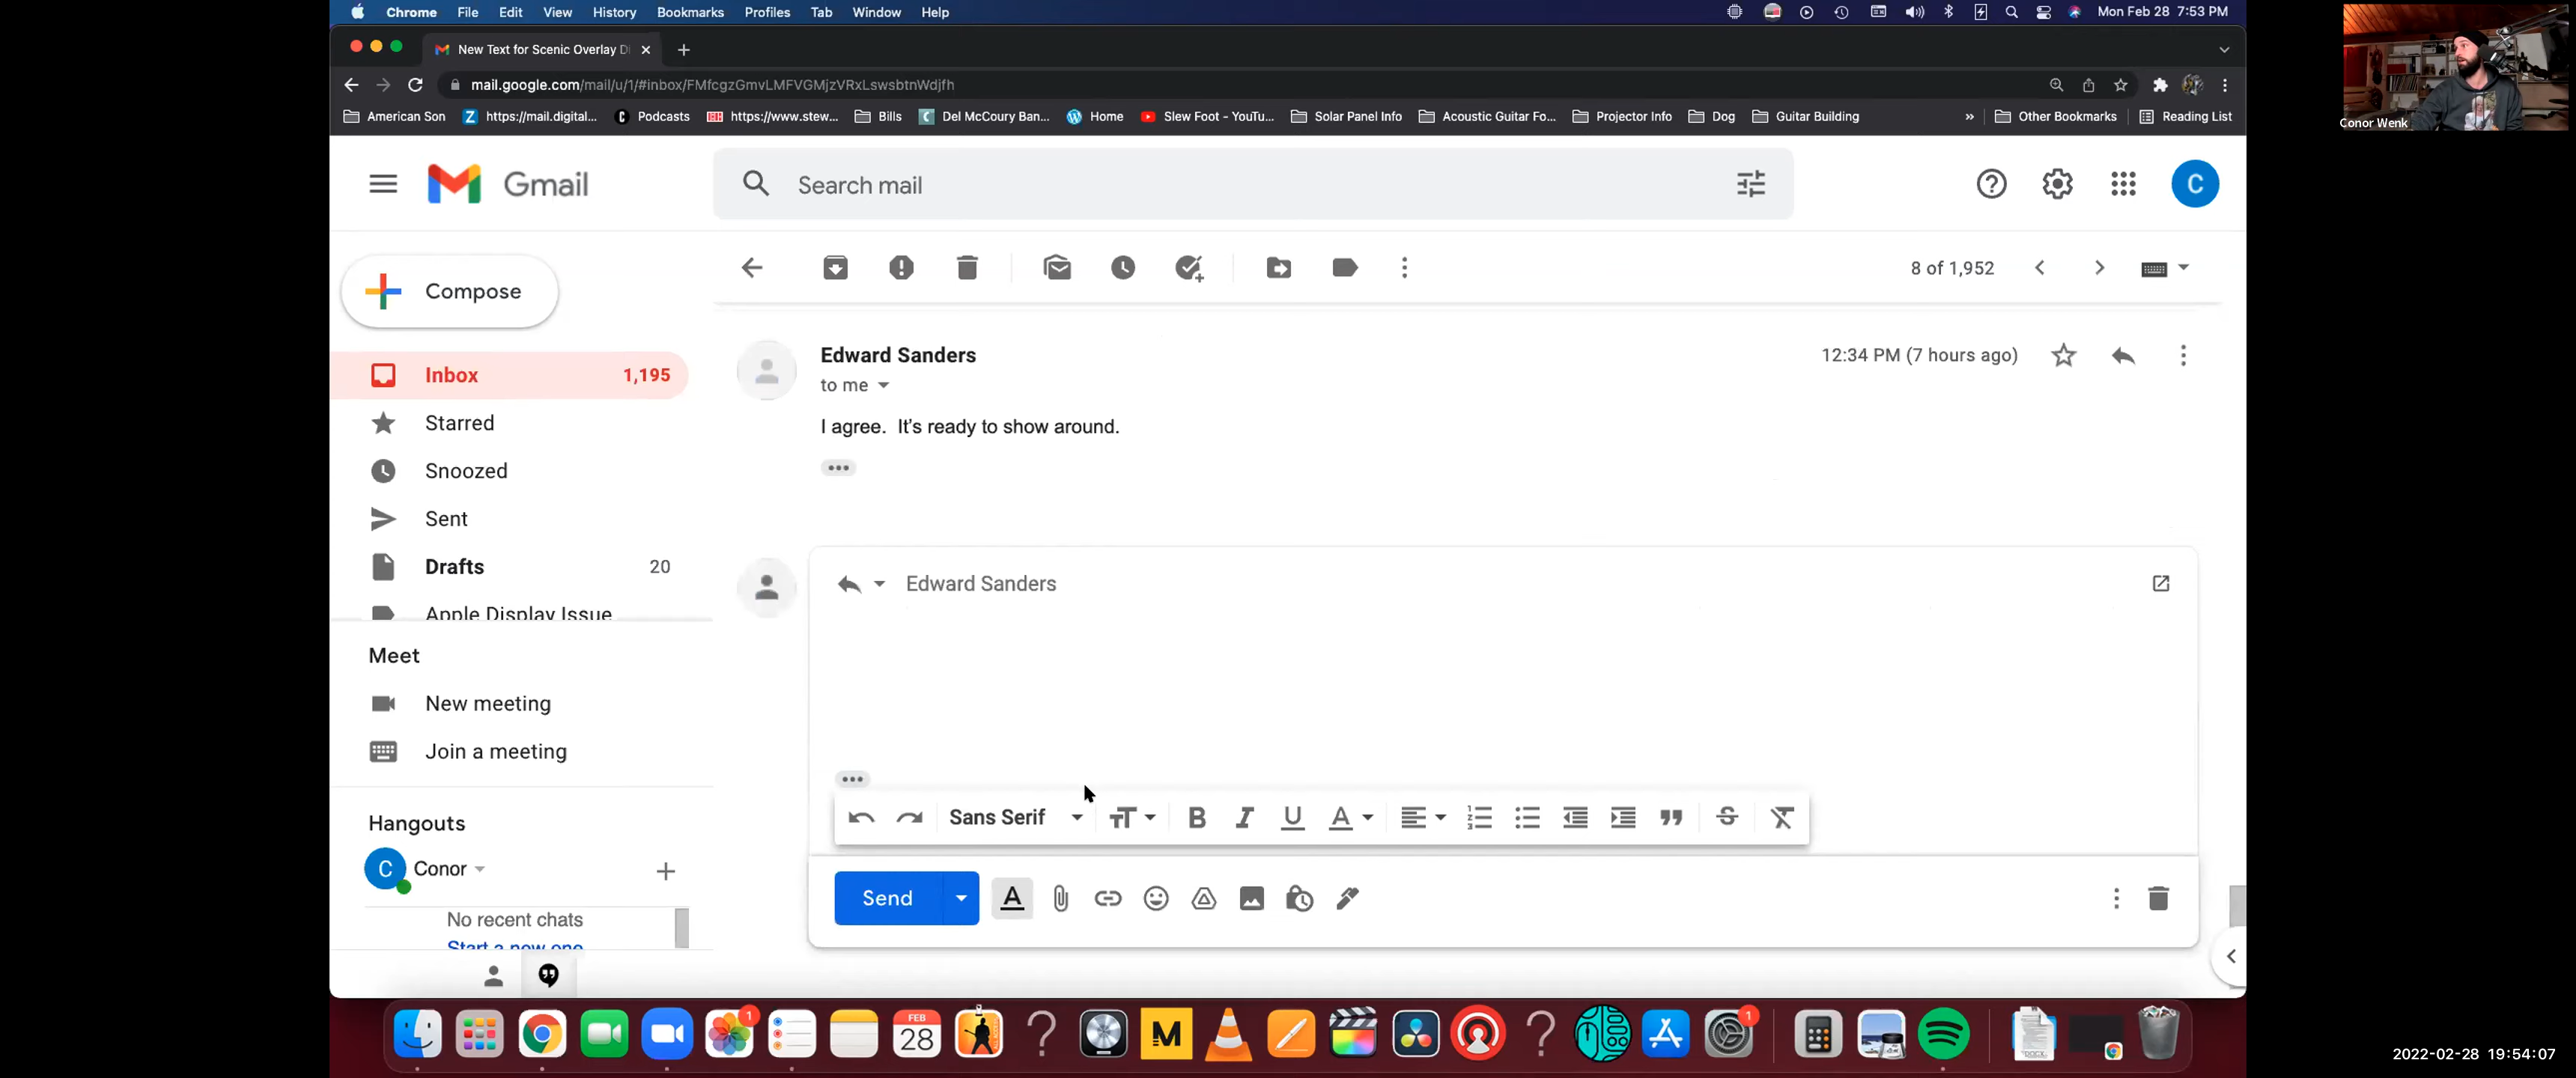 Chrome File Edit View History Bookmarks Profiles Tab Window Help Mon Feb 28 7:53 PM
New Text for Scenic Overlay D
mail.google.com/mail/u/1/#inbox/FMfcgzGmvLMFVGMjzVRxLswsbtnWdjfh
American Son https://mail.digital... Podcasts https://www.stew... Bills Del McCoury Ban... Home Slew Foot - YouTu... Solar Panel Info Acoustic Guitar Fo... Projector Info Dog Guitar Building » Other Bookmarks Reading List
Conor Wenk
Gmail
Search mail
C
Compose
8 of 1,952
Inbox 1,195
Starred
Snoozed
Sent
Drafts 20
Apple Display Issue
Meet
New meeting
Join a meeting
Hangouts
C Conor
No recent chats
Start a new one
Edward Sanders 12:34 PM (7 hours ago)
to me
I agree. It's ready to show around.
Edward Sanders
Sans Serif
Send
FEB
28
1
1
2022-02-28 19:54:07